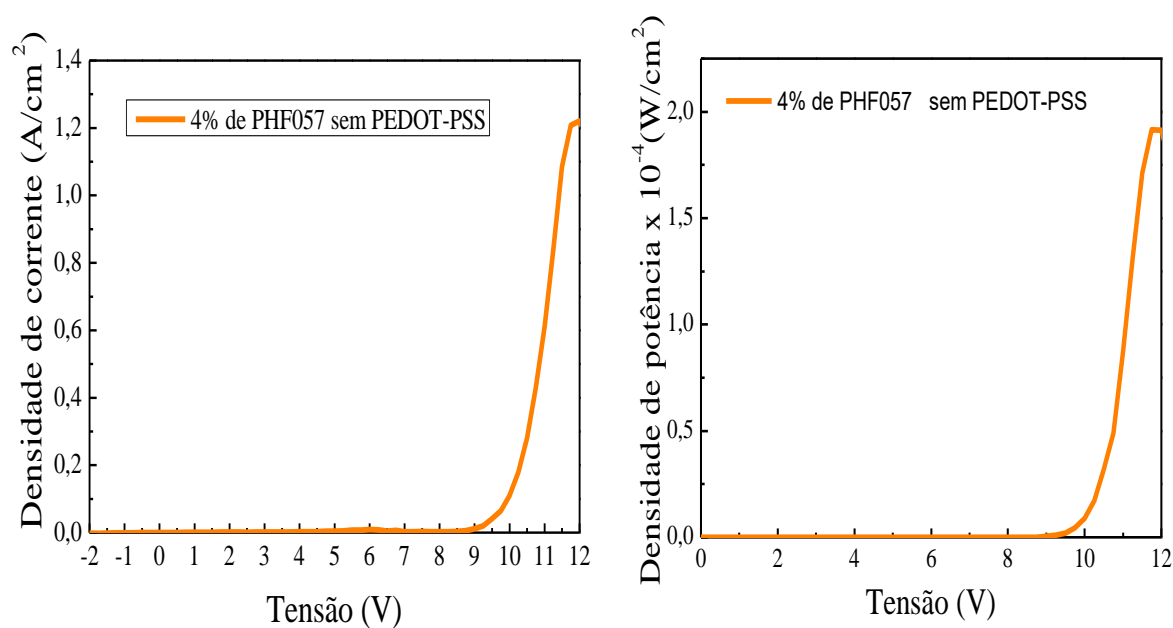 Densidade de corrente (A/cm²)
1,4
1,2
1,0
0,8
0,6
0,4
0,2
0,0
4% de PHF057 sem PEDOT-PSS
-2 -1 0 1 2 3 4 5 6 7 8 9 10 11 12
Tensão (V)
Densidade de potência x 10⁻⁴(W/cm²)
2,0
1,5
1,0
0,5
0,0
4% de PHF057 sem PEDOT-PSS
0 2 4 6 8 10 12
Tensão (V)